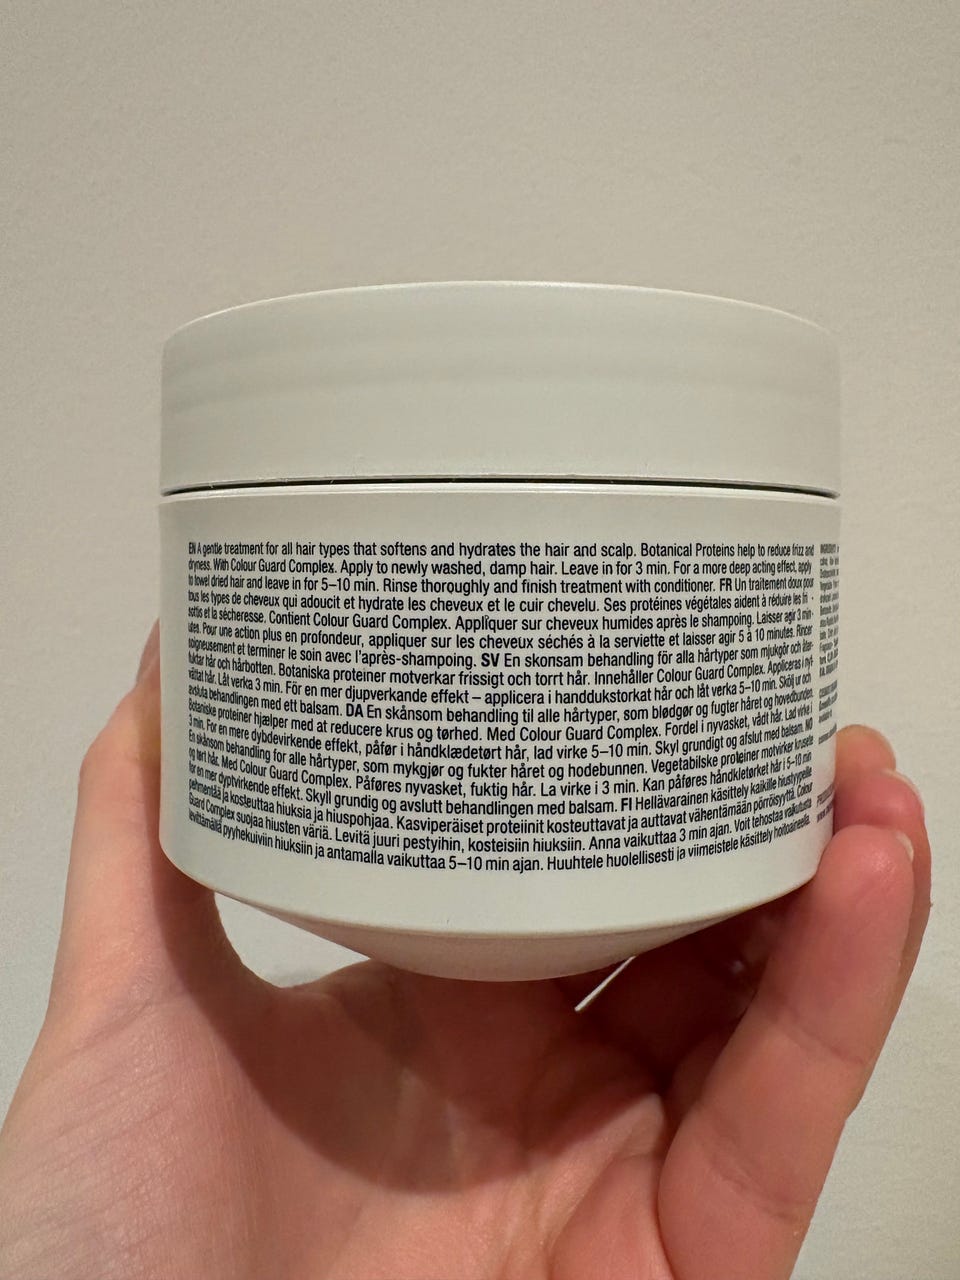 EN A gentle treatment for all hair types that softens and hydrates the hair and scalp. Botanical Proteins help to reduce frizz and
dryness. With Colour Guard Complex. Apply to newly washed, damp hair. Leave in for 3 min. For a more deep acting effect, apply
to towel dried hair and leave in for 5–10 min. Rinse thoroughly and finish treatment with conditioner. FR Un traitement doux pour
tous les types de cheveux qui adoucit et hydrate les cheveux et le cuir chevelu. Ses protéines végétales aident à réduire les fri -
sottis et la sécheresse. Contient Colour Guard Complex. Appliquer sur cheveux humides après le shampoing. Laisser agir 3 min -
utes. Pour une action plus en profondeur, appliquer sur les cheveux séchés à la serviette et laisser agir 5 à 10 minutes. Rincer
soigneusement et terminer le soin avec l'après-shampoing. SV En skonsam behandling för alla hårtyper som mjukgör och åter-
fuktar hår och hårbotten. Botaniska proteiner motverkar frissigt och torrt hår. Innehåller Colour Guard Complex. Appliceras i ny-
tvättat hår. Låt verka 3 min. För en mer djupverkande effekt – applicera i handdukstorkat hår och låt verka 5–10 min. Skölj ur och
avsluta behandlingen med ett balsam. DA En skånsom behandling til alle hårtyper, som blødgør og fugter håret og hovedbunden.
Botaniske proteiner hjælper med at reducere krus og tørhed. Med Colour Guard Complex. Fordel i nyvasket, vådt hår. Lad virke i
3 min. For en mere dybdevirkende effekt, påfør i håndklædetørt hår, lad virke 5–10 min. Skyl grundigt og afslut med balsam. NO
En skånsom behandling for alle hårtyper, som mykgjør og fukter håret og hodebunnen. Vegetabilske proteiner motvirker krusete
og tørt hår. Med Colour Guard Complex. Påføres nyvasket, fuktig hår. La virke i 3 min. Kan påføres håndkletørket hår i 5–10 min
for en mer dyptvirkende effekt. Skyll grundig og avslutt behandlingen med balsam. FI Hellävarainen käsittely kaikille hiustyypeille
pehmentää ja kosteuttaa hiuksia ja hiuspohjaa. Kasviperäiset proteiinit kosteuttavat ja auttavat vähentämään pörröisyyttä. Colour
Guard Complex suojaa hiusten väriä. Levitä juuri pestyihin, kosteisiin hiuksiin. Anna vaikuttaa 3 min ajan. Voit tehostaa vaikutusta
levittämällä pyyhekuiviin hiuksiin ja antamalla vaikuttaa 5–10 min ajan. Huuhtele huolellisesti ja viimeistele käsittely hoitoaineella.